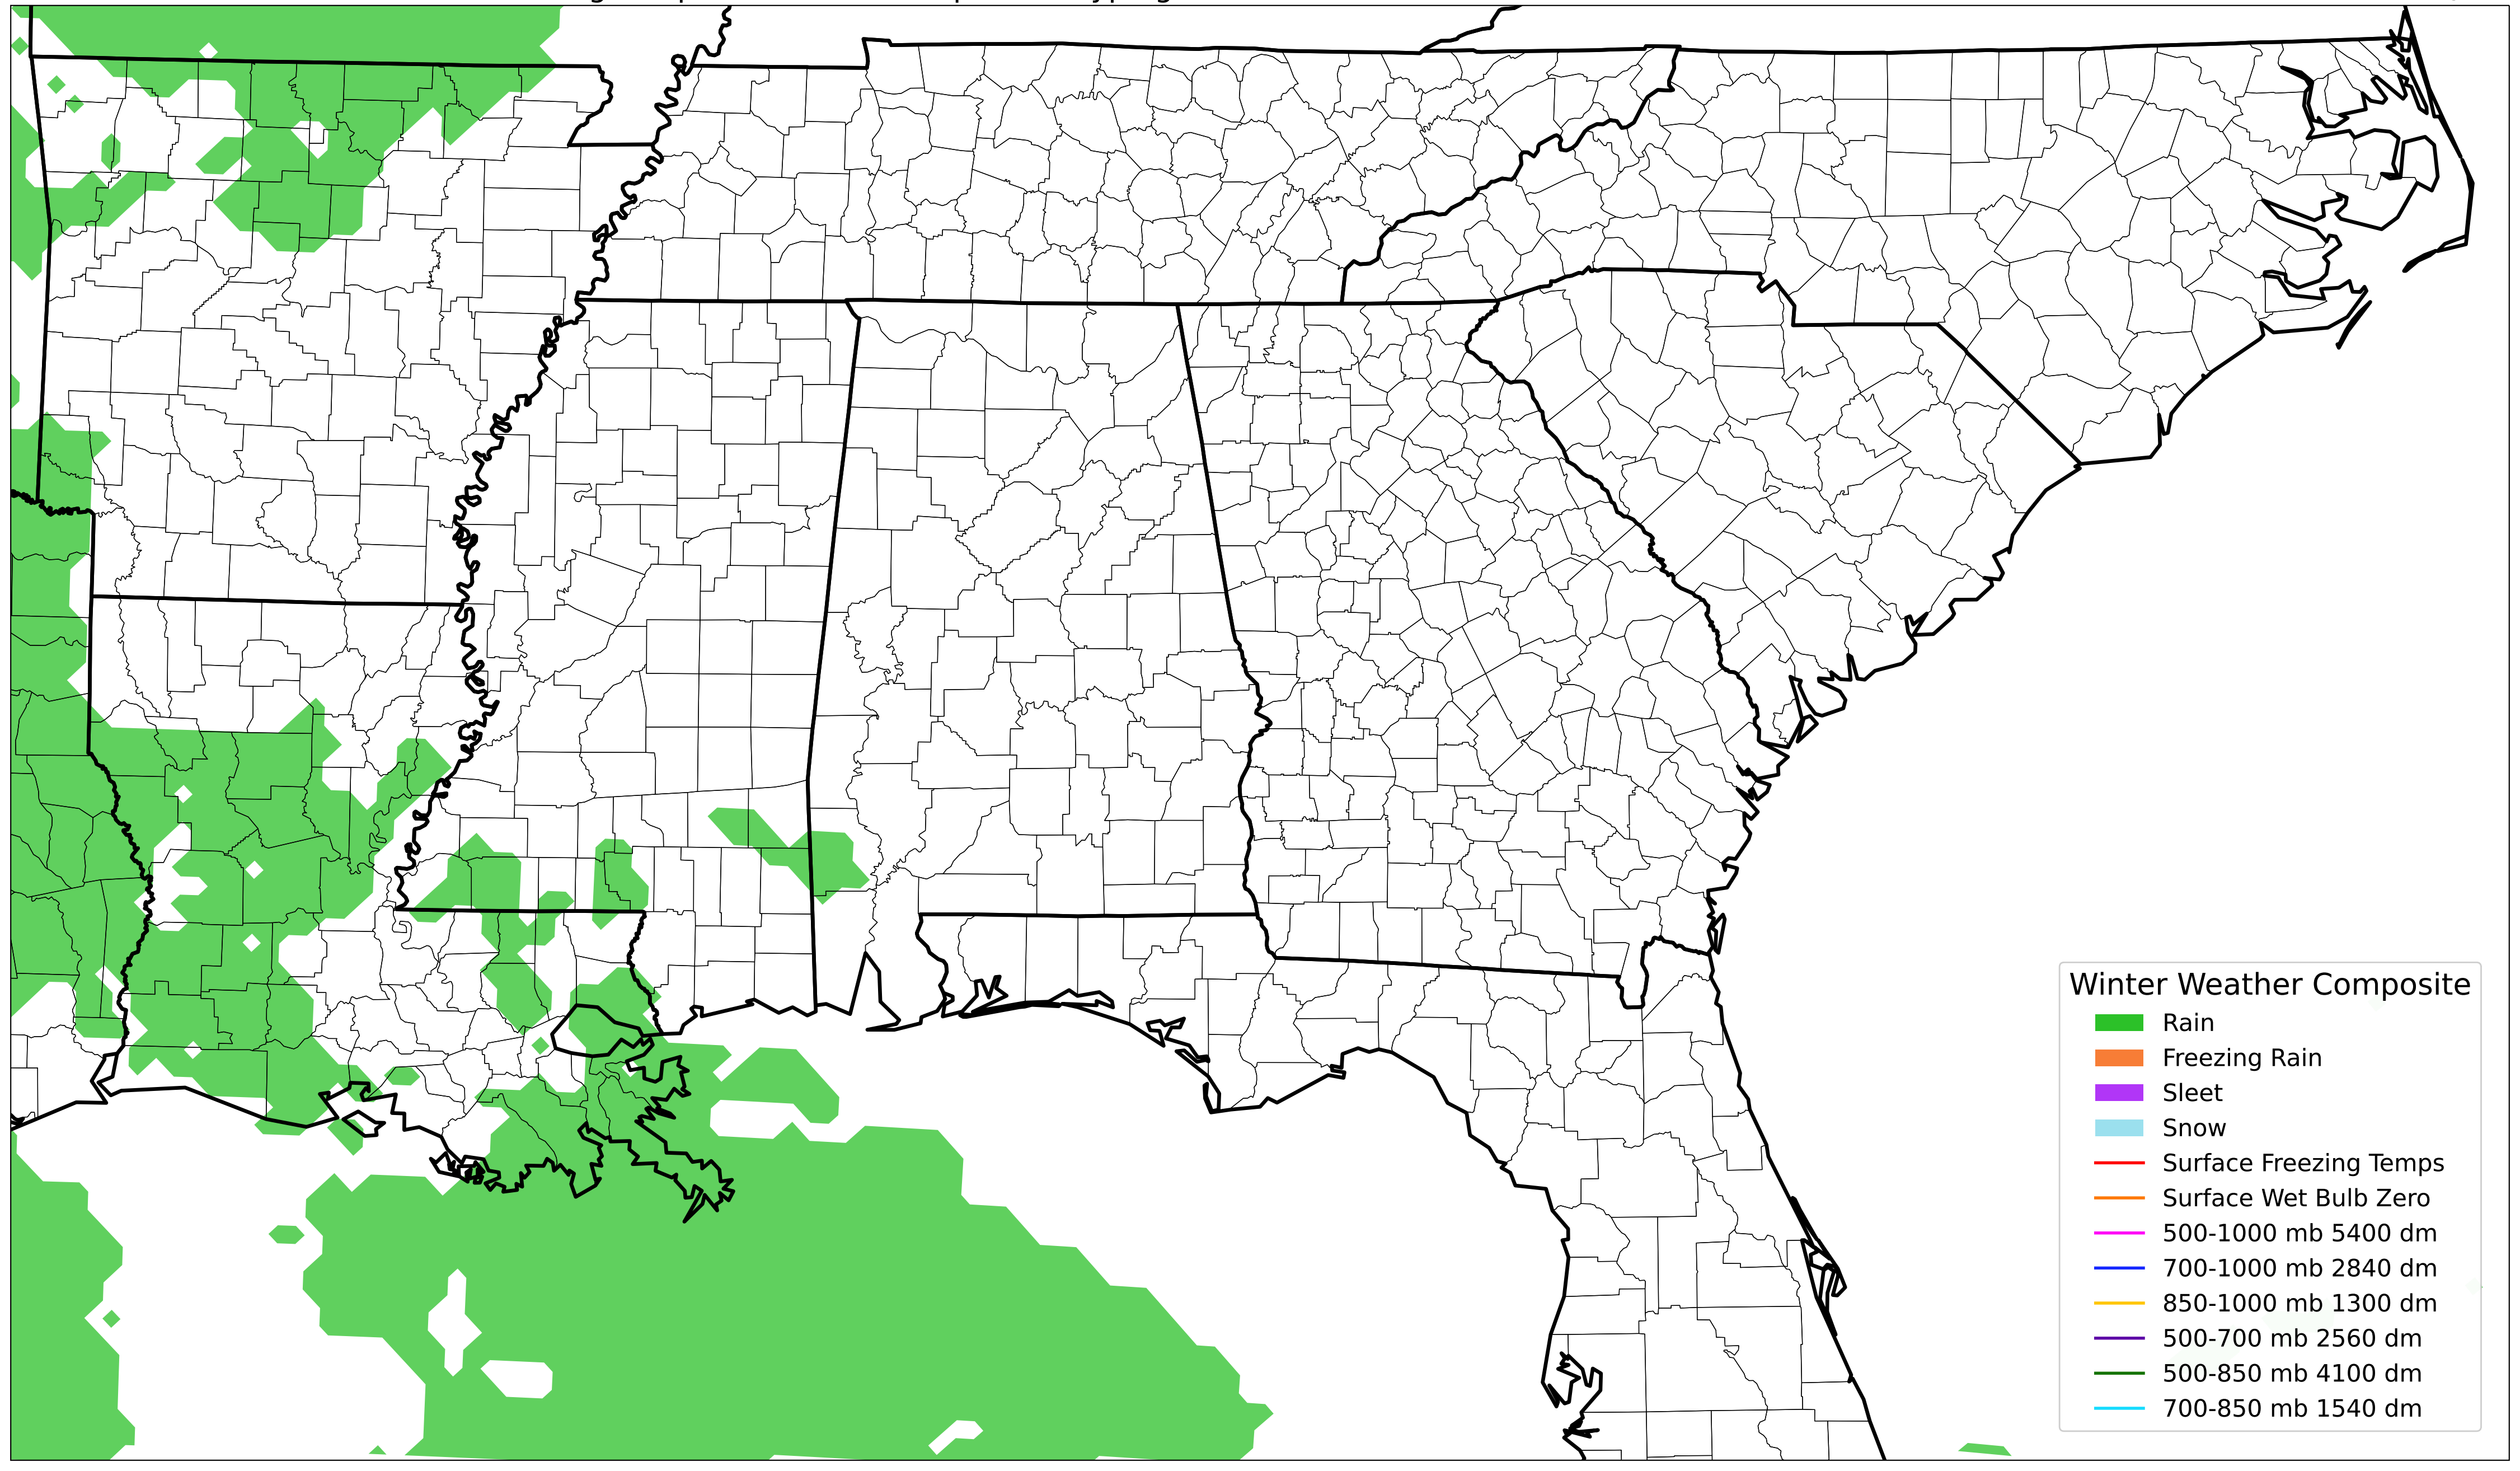 Winter Weather Composite
Rain
Freezing Rain
Sleet
Snow
Surface Freezing Temps
Surface Wet Bulb Zero
500-1000 mb 5400 dm
700-1000 mb 2840 dm
850-1000 mb 1300 dm
500-700 mb 2560 dm
500-850 mb 4100 dm
700-850 mb 1540 dm